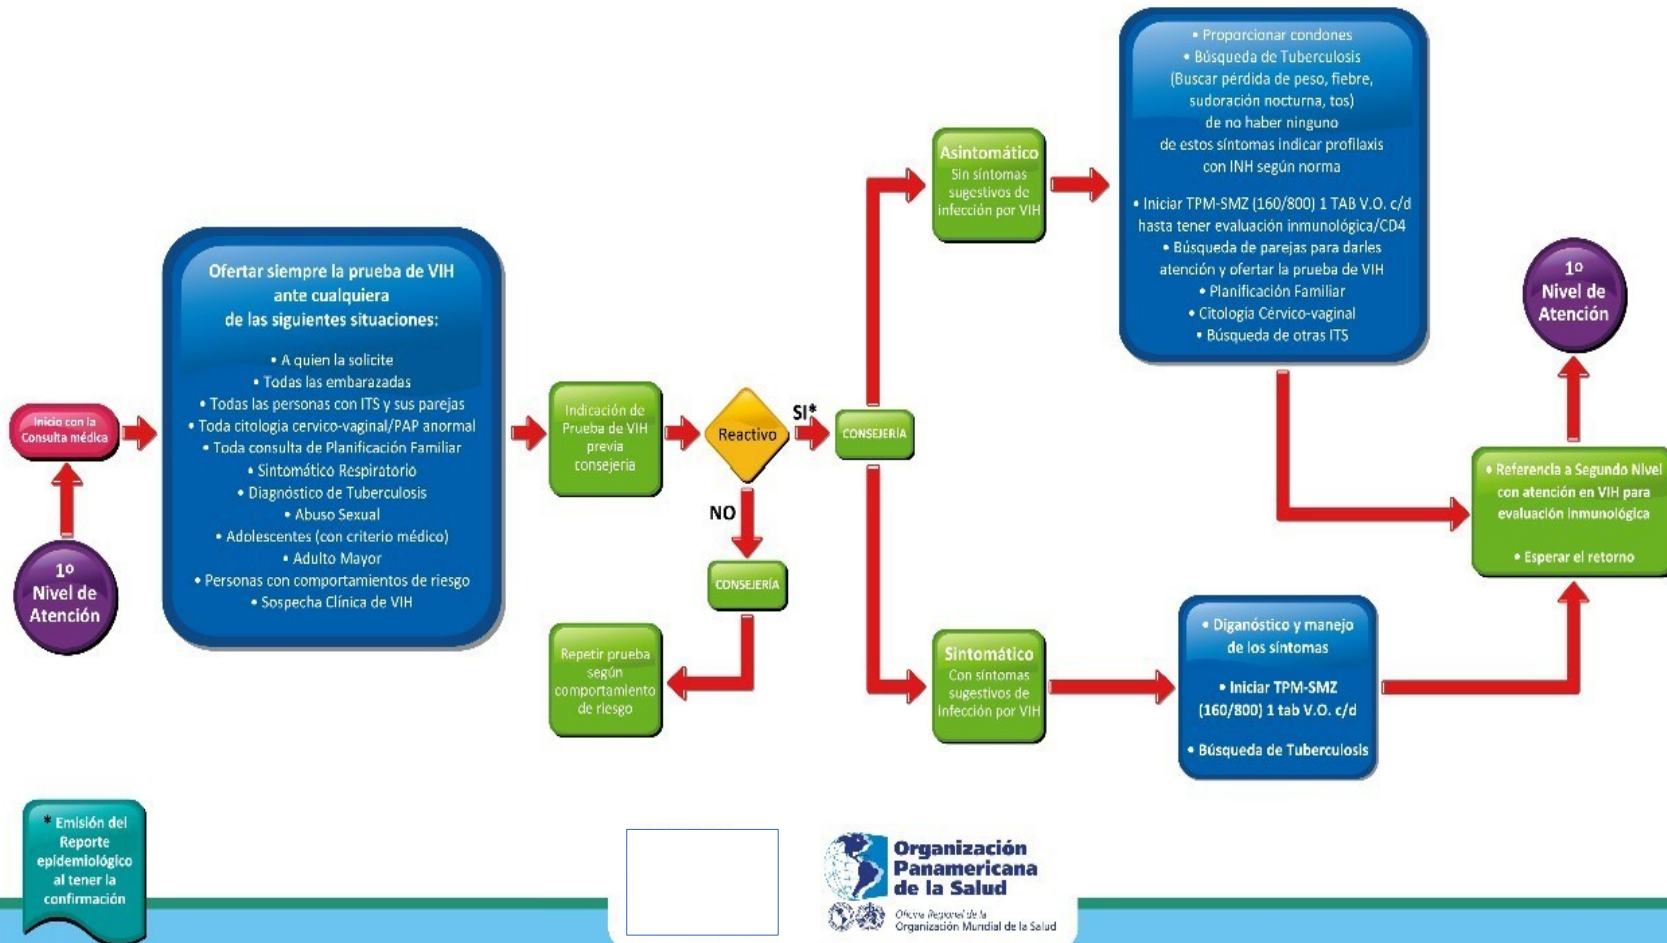 1º
Nivel de
Atención
Inicio con la
Consulta médica
Ofertar siempre la prueba de VIH
ante cualquiera
de las siguientes situaciones:
• A quien la solicite
• Todas las embarazadas
• Todas las personas con ITS y sus parejas
• Toda citología cervico-vaginal/PAP anormal
• Toda consulta de Planificación Familiar
• Sintomático Respiratorio
• Diagnóstico de Tuberculosis
• Abuso Sexual
• Adolescentes (con criterio médico)
• Adulto Mayor
• Personas con comportamientos de riesgo
• Sospecha Clínica de VIH
Indicación de
Prueba de VIH
previa
consejería
Reactivo
SI*
NO
CONSEJERÍA
Repetir prueba
según
comportamiento
de riesgo
CONSEJERÍA
Asintomático
Sin síntomas
sugestivos de
infección por VIH
• Proporcionar condones
• Búsqueda de Tuberculosis
(Buscar pérdida de peso, fiebre,
sudoración nocturna, tos)
de no haber ninguno
de estos síntomas indicar profilaxis
con INH según norma
• Iniciar TPM-SMZ (160/800) 1 TAB V.O. c/d
hasta tener evaluación inmunológica/CD4
• Búsqueda de parejas para darles
atención y ofertar la prueba de VIH
• Planificación Familiar
• Citología Cérvico-vaginal
• Búsqueda de otras ITS
Sintomático
Con síntomas
sugestivos de
infección por VIH
• Diganóstico y manejo
de los síntomas
• Iniciar TPM-SMZ
(160/800) 1 tab V.O. c/d
• Búsqueda de Tuberculosis
• Referencia a Segundo Nivel
con atención en VIH para
evaluación inmunológica
• Esperar el retorno
1º
Nivel de
Atención
* Emisión del
Reporte
epidemiológico
al tener la
confirmación
Organización
Panamericana
de la Salud
Oficina Regional de la
Organización Mundial de la Salud